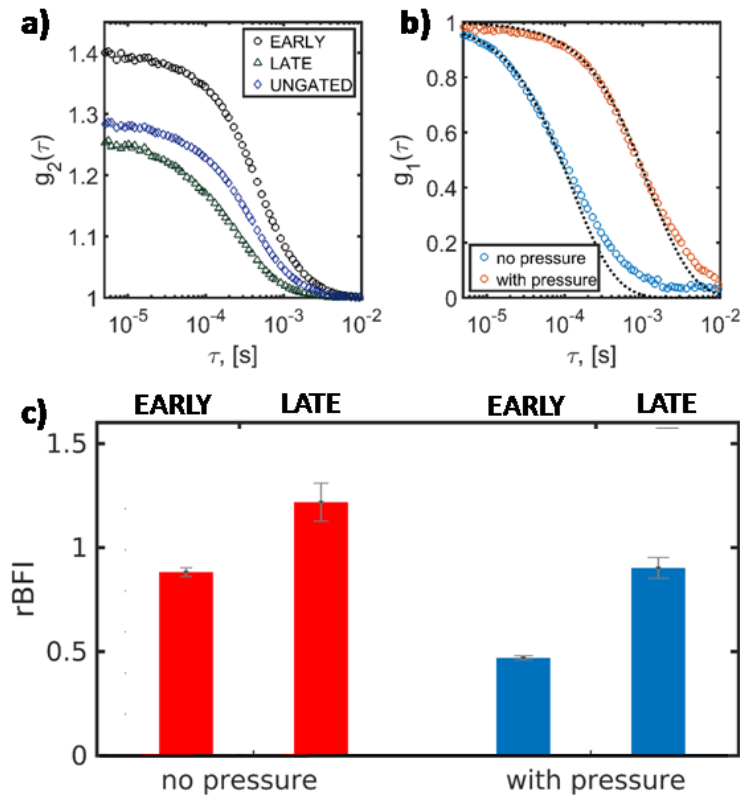 a)
EARLY
LATE
UNGATED
1.4
1.3
1.2
1.1
1
g₂(τ)
10⁻⁵ 10⁻⁴ 10⁻³ 10⁻²
τ, [s]
b)
1
0.8
0.6
0.4
0.2
0
g₁(τ)
no pressure
with pressure
10⁻⁵ 10⁻⁴ 10⁻³ 10⁻²
τ, [s]
c)
EARLY LATE EARLY LATE
1.5
1
0.5
0
rBFI
no pressure with pressure